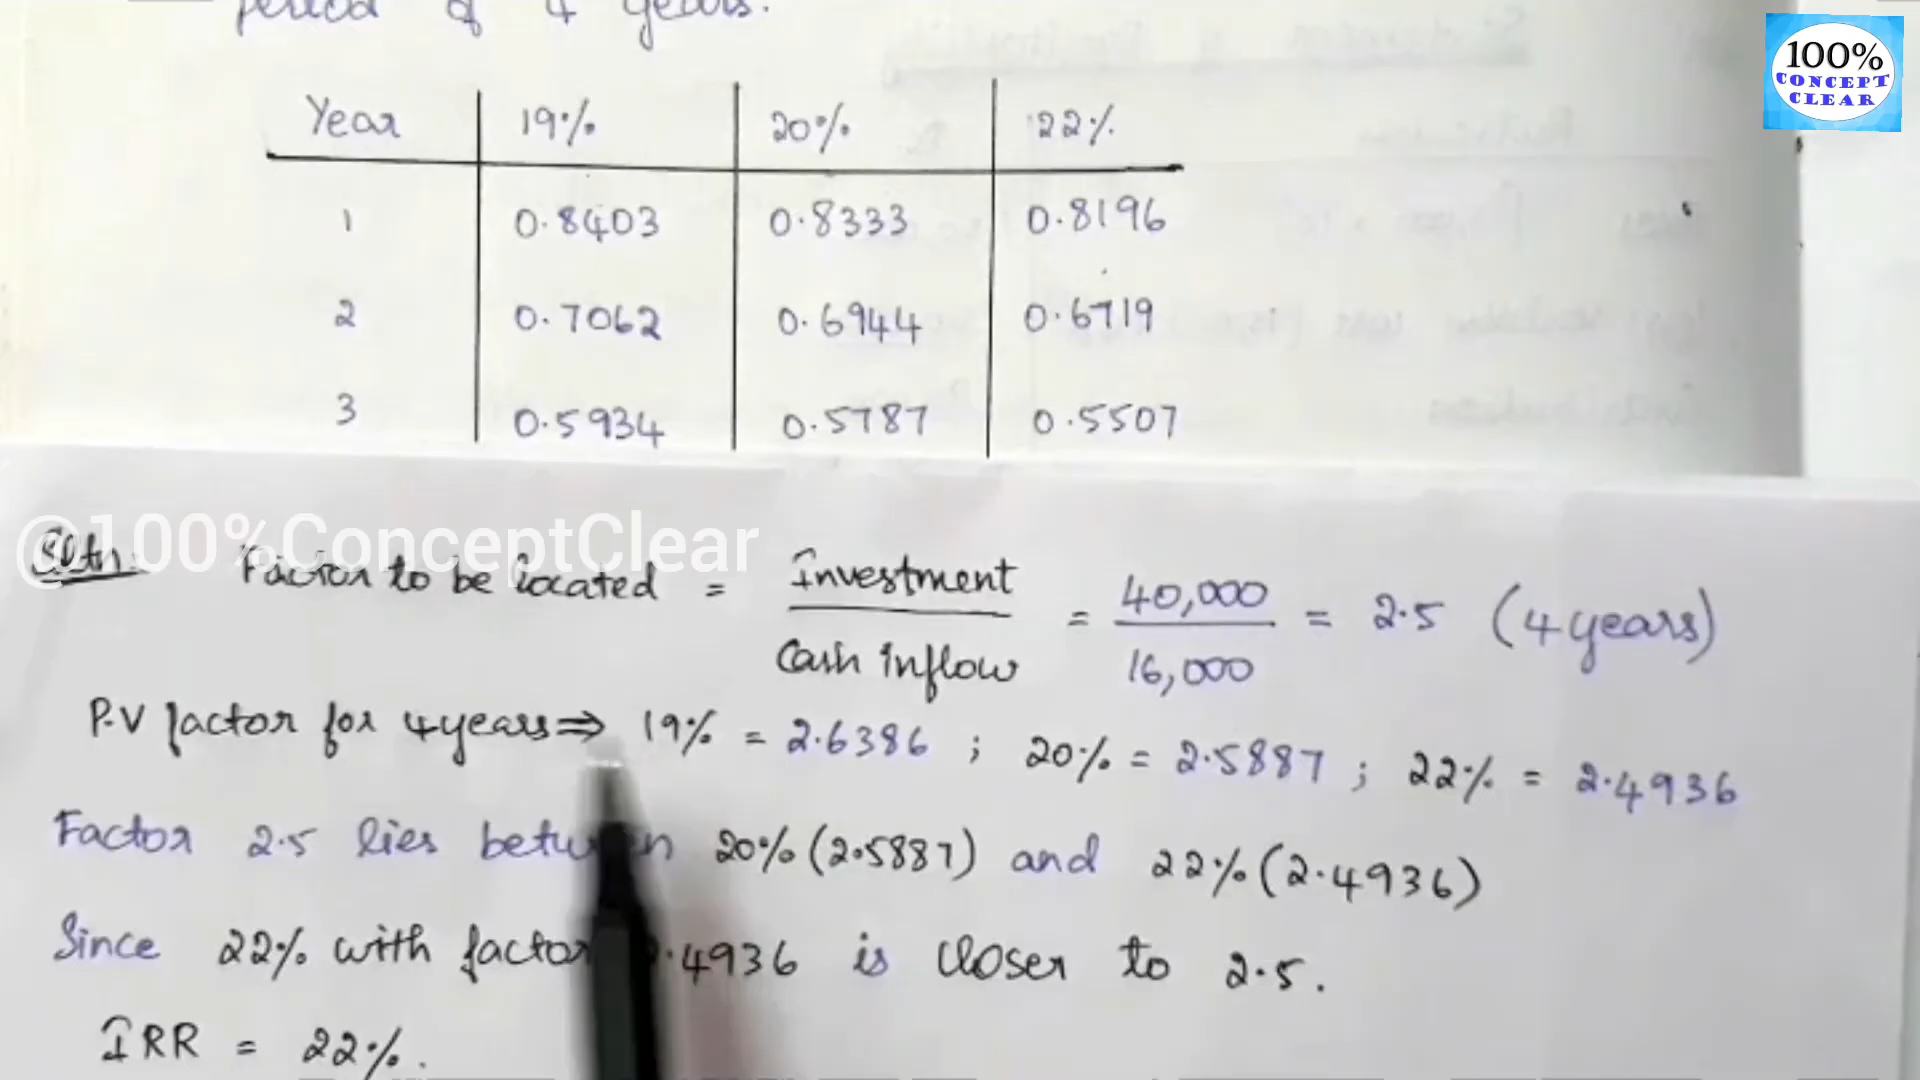 period of 4 years.
100%
CONCEPT
CLEAR
Year 19% 20% 22%
1 0.8403 0.8333 0.8196
2 0.7062 0.6944 0.6719
3 0.5934 0.5787 0.5507
@100%ConceptClear
Soln: Factor to be located = Investment / Cash inflow = 40,000 / 16,000 = 2.5 (4 years)
P.V factor for 4 years ⇒ 19% = 2.6386 ; 20% = 2.5887 ; 22% = 2.4936
Factor 2.5 lies between 20% (2.5887) and 22% (2.4936)
Since 22% with factor 2.4936 is closer to 2.5.
IRR = 22%.